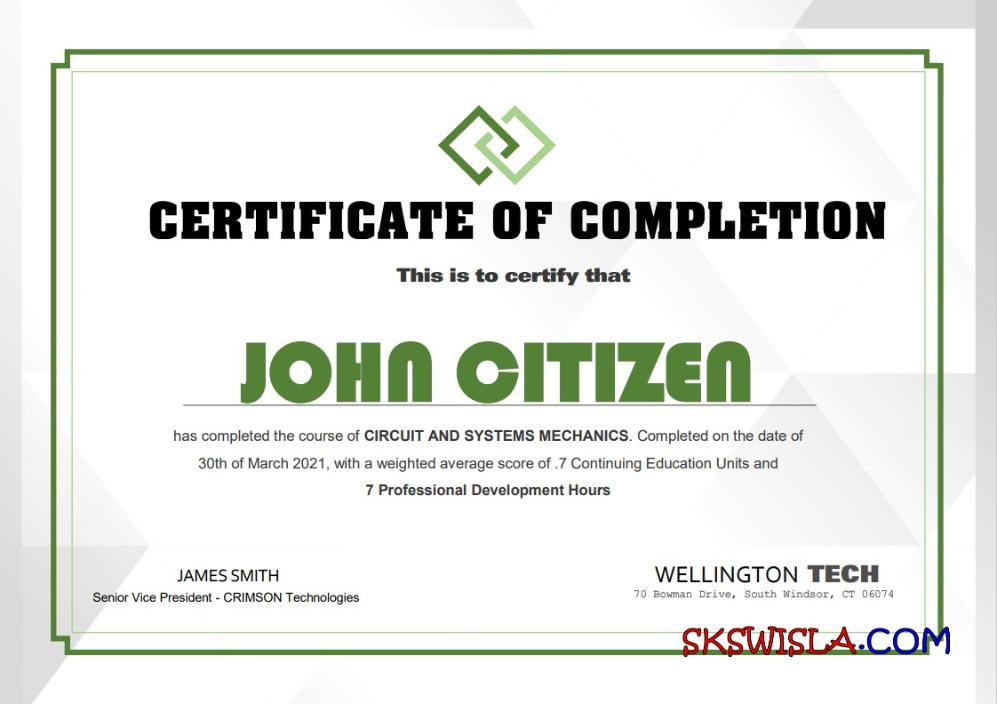 CERTIFICATE OF COMPLETION
This is to certify that
JOHN CITIZEN
has completed the course of CIRCUIT AND SYSTEMS MECHANICS. Completed on the date of
30th of March 2021, with a weighted average score of .7 Continuing Education Units and
7 Professional Development Hours
JAMES SMITH
Senior Vice President - CRIMSON Technologies
WELLINGTON TECH
70 Bowman Drive, South Windsor, CT 06074
SKSWISLA.COM